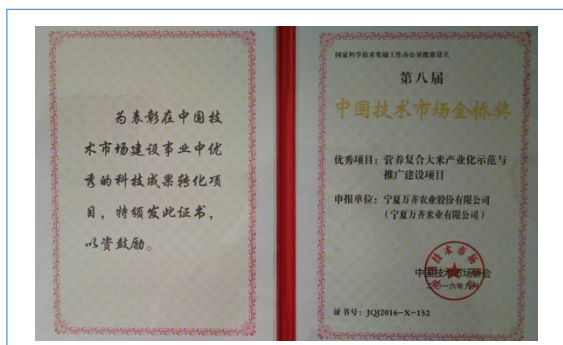 为表彰在中国技
术市场建设事业中优
秀的科技成果转化项
目，特颁发此证书，
以资鼓励。
国家科学技术奖励工作办公室批准设立
第八届
中国技术市场金桥奖
优秀项目：营养复合大米产业化示范与
推广建设项目
申报单位：宁夏万齐农业股份有限公司
（宁夏万齐米业有限公司）
中国技术市场协会
证书号：JQJ2016-X-152